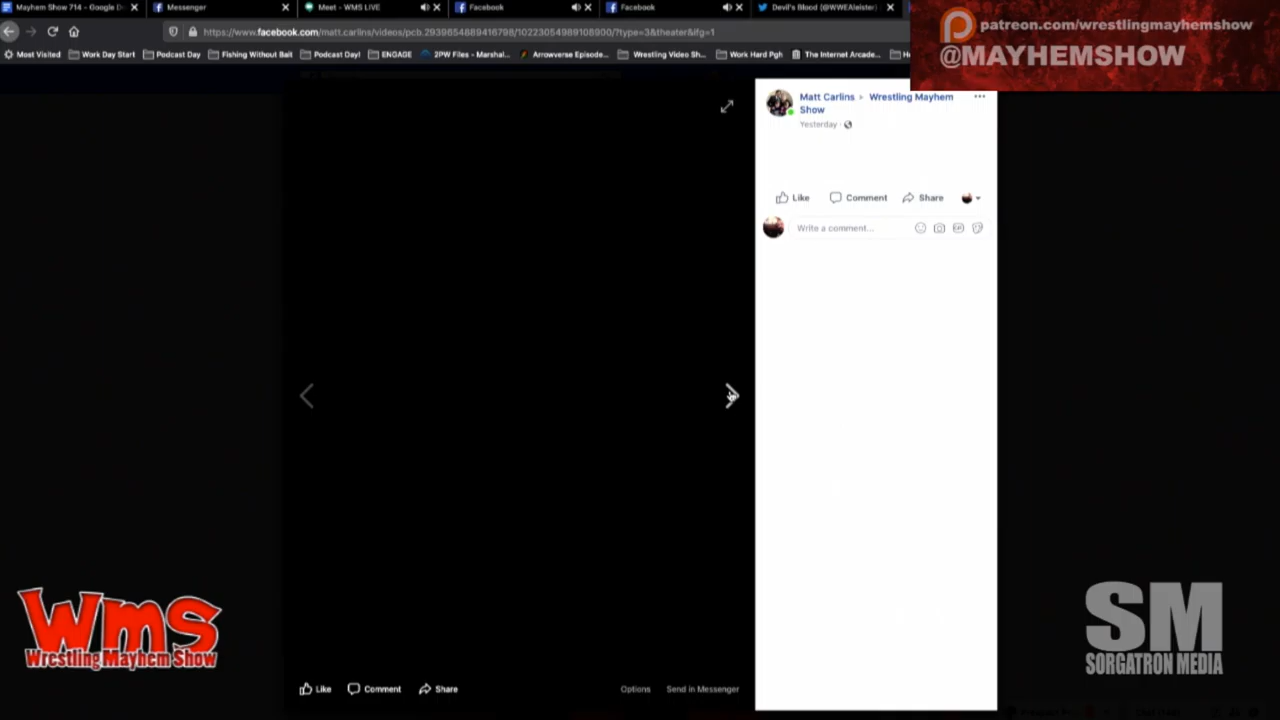 Mayhem Show 714 - Google D
Messenger
Meet - WMS LIVE
Facebook
Facebook
Devil's Blood (@WWEAleister)
patreon.com/wrestlingmayhemshow
@MAYHEMSHOW
https://www.facebook.com/matt.carlins/videos/pcb.2939654889416798/10223054989108900/?type=3&theater&ifg=1
Most Visited
Work Day Start
Podcast Day
Fishing Without Bait
Podcast Day!
ENGAGE
2PW Files - Marshal...
Arrowverse Episode...
Wrestling Video Sh...
Work Hard Pgh
The Internet Arcade...
Matt Carlins ▸ Wrestling Mayhem
Show
Yesterday ·
Like
Comment
Share
Write a comment...
GIF
WMS
Wrestling Mayhem Show
SM
SORGATRON MEDIA
Like
Comment
Share
Options
Send in Messenger